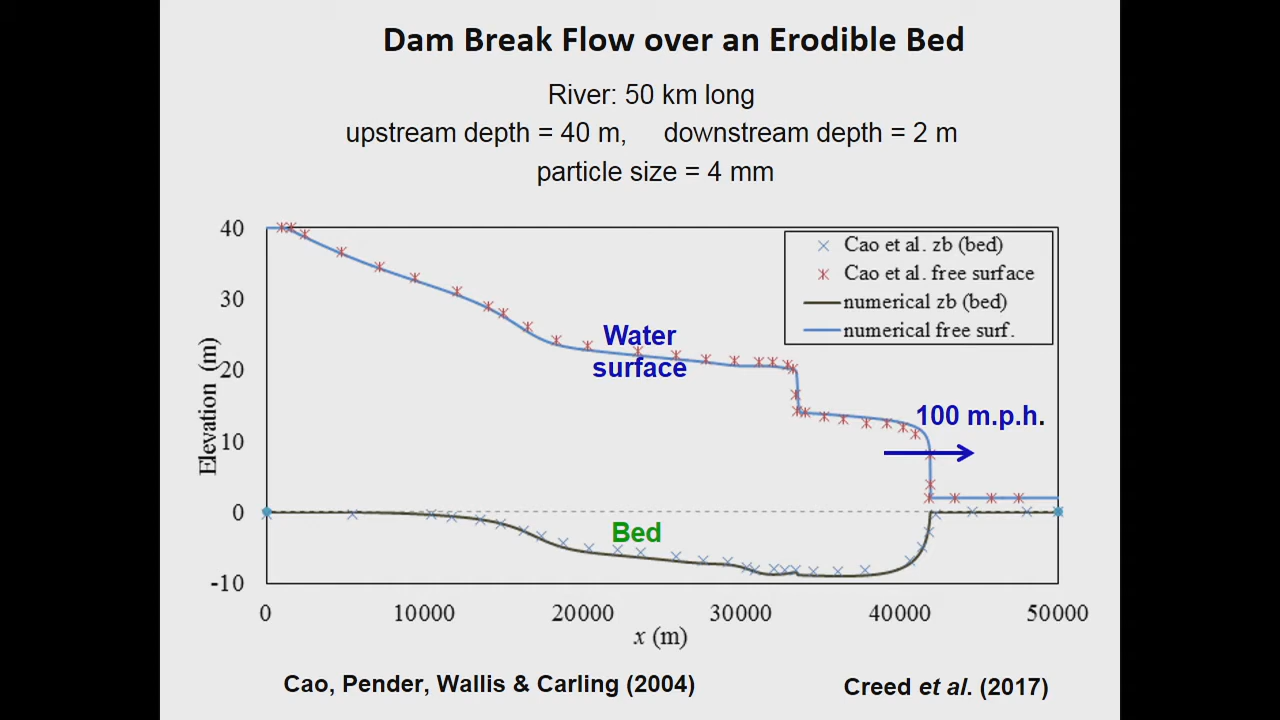 Dam Break Flow over an Erodible Bed
River: 50 km long
upstream depth = 40 m, downstream depth = 2 m
particle size = 4 mm
40
30
20
10
0
-10
Elevation (m)
Cao et al. zb (bed)
Cao et al. free surface
numerical zb (bed)
numerical free surf.
Water
surface
100 m.p.h.
Bed
0 10000 20000 30000 40000 50000
x (m)
Cao, Pender, Wallis & Carling (2004)
Creed et al. (2017)